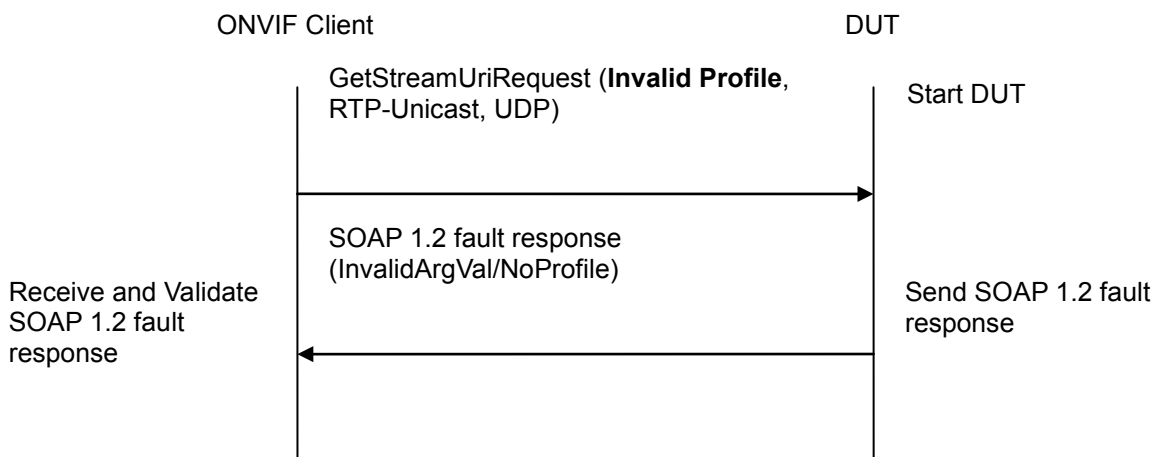 ONVIF Client
DUT
GetStreamUriRequest (Invalid Profile,
RTP-Unicast, UDP)
Start DUT
SOAP 1.2 fault response
(InvalidArgVal/NoProfile)
Receive and Validate
SOAP 1.2 fault
response
Send SOAP 1.2 fault
response